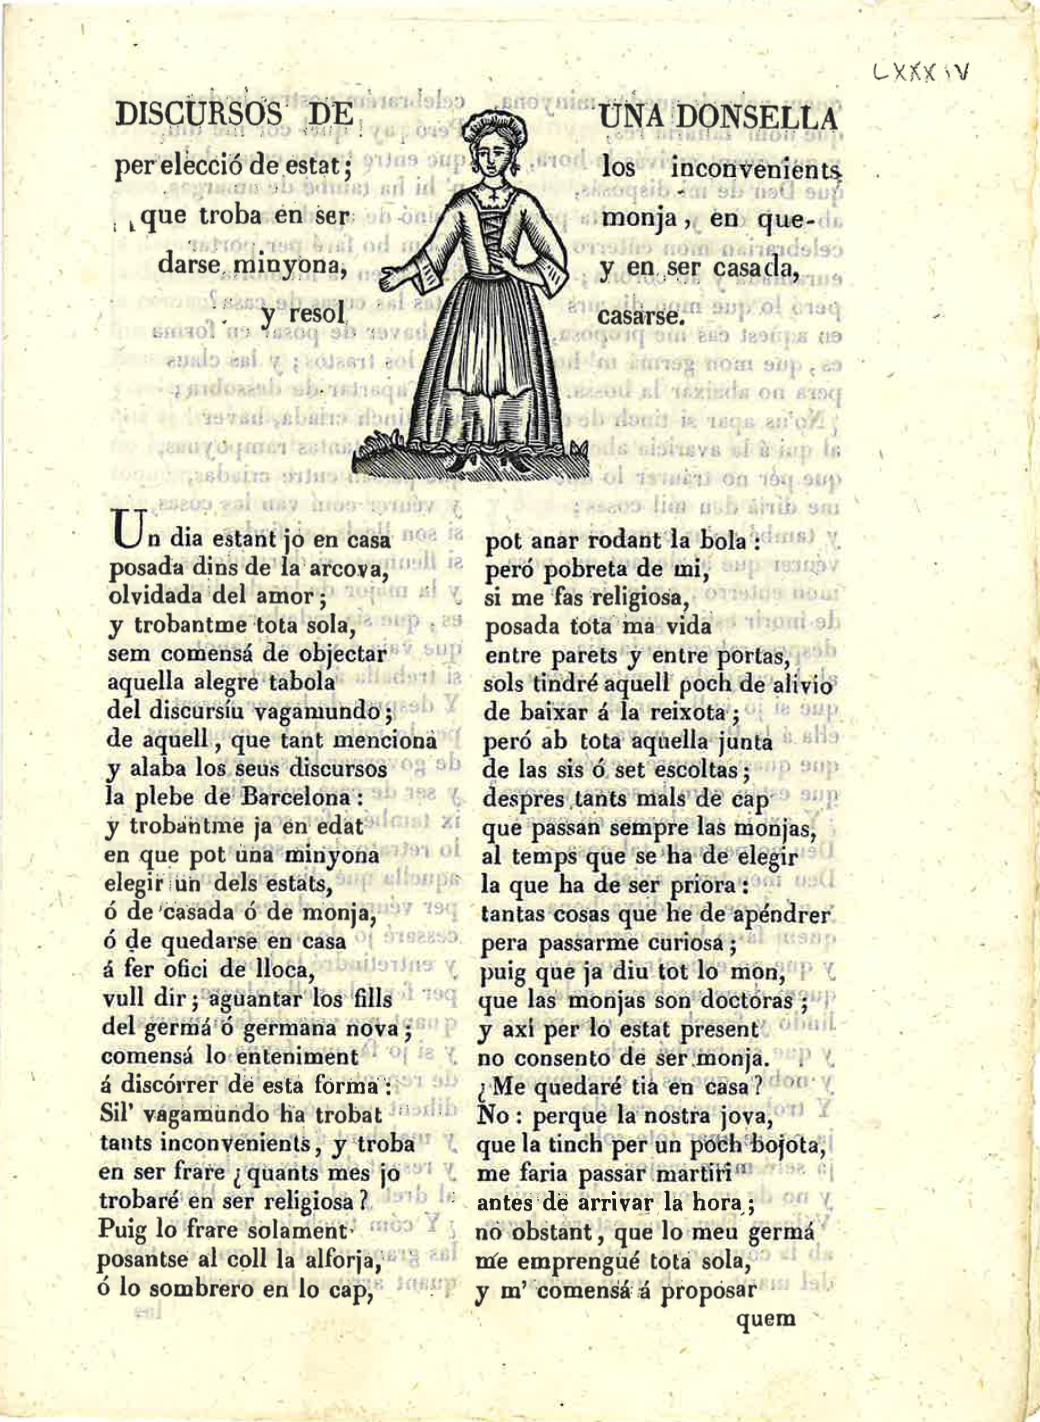 LXXXIV
DISCURSOS DE UNA DONSELLA
per elecció de estat; los inconvenients
que troba en ser monja, en que-
darse minyona, y en ser casada,
y resol casarse.
Un dia estant jo en casa
posada dins de la arcova,
olvidada del amor;
y trobantme tota sola,
sem comensá de objectar
aquella alegre tabola
del discursíu vagamundo;
de aquell, que tant menciona
y alaba los seus discursos
la plebe de Barcelona:
y trobantme ja en edat
en que pot una minyona
elegir un dels estats,
ó de casada ó de monja,
ó de quedarse en casa
á fer ofici de lloca,
vull dir; aguantar los fills
del germá ó germana nova;
comensá lo enteniment
á discórrer de esta forma:
Sil' vagamundo ha trobat
tants inconvenients, y troba
en ser frare ¿quants mes jo
trobaré en ser religiosa?
Puig lo frare solament
posantse al coll la alforja,
ó lo sombrero en lo cap,
pot anar rodant la bola:
peró pobreta de mi,
si me fas religiosa,
posada tota ma vida
entre parets y entre portas,
sols tindré aquell poch de alivio
de baixar á la reixota;
peró ab tota aquella junta
de las sis ó set escoltas;
despres tants mals de cap
que passan sempre las monjas,
al temps que se ha de elegir
la que ha de ser priora:
tantas cosas que he de apéndrer
pera passarme curiosa;
puig que ja diu tot lo mon,
que las monjas son doctoras;
y axi per lo estat present
no consento de ser monja.
¿Me quedaré tia en casa?
No: perque la nostra jova,
que la tinch per un poch bojota,
me faria passar martiri
antes de arrivar la hora;
no obstant, que lo meu germá
me emprengué tota sola,
y m' comensá á proposar
quem